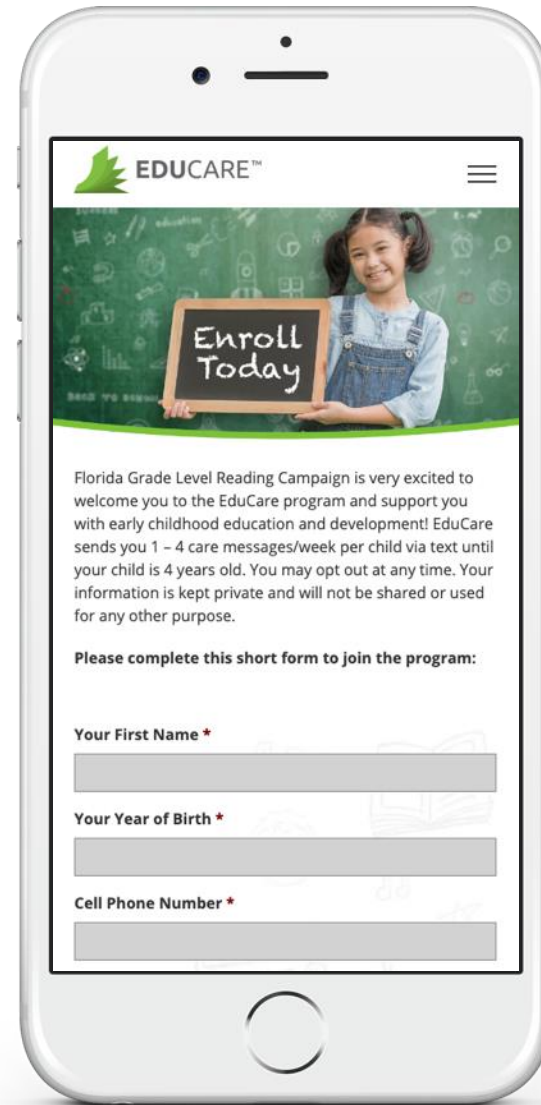 EDUCARE™
Enroll
Today
Florida Grade Level Reading Campaign is very excited to
welcome you to the EduCare program and support you
with early childhood education and development! EduCare
sends you 1 – 4 care messages/week per child via text until
your child is 4 years old. You may opt out at any time. Your
information is kept private and will not be shared or used
for any other purpose.
Please complete this short form to join the program:
Your First Name *
Your Year of Birth *
Cell Phone Number *